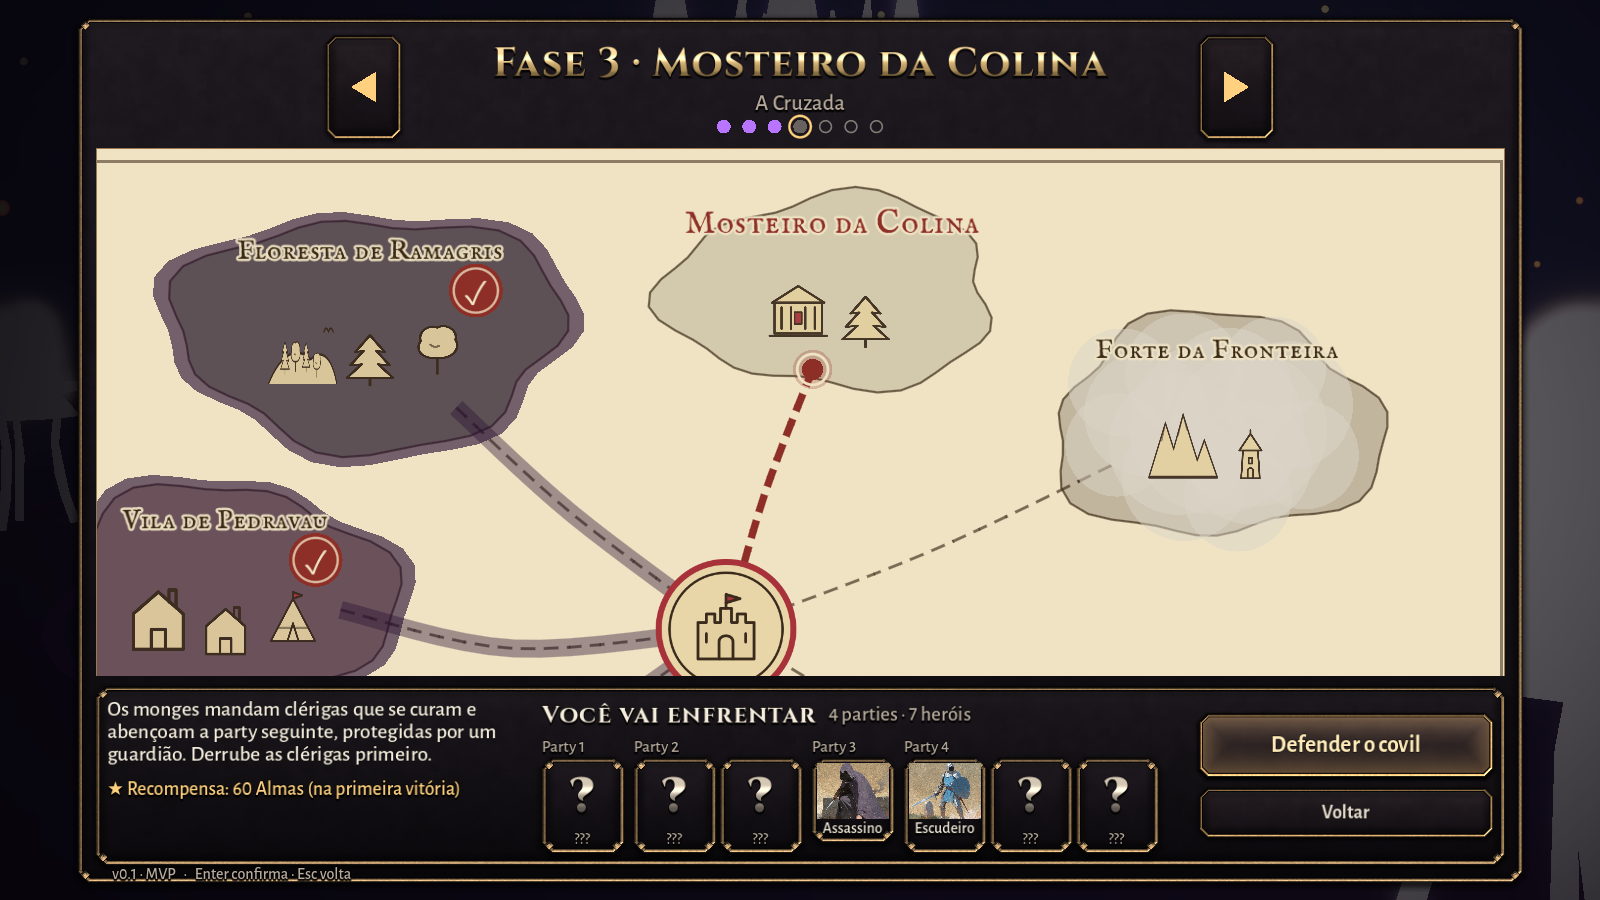 Fase 3 · Mosteiro da Colina
A Cruzada
Mosteiro da Colina
Floresta de Ramagris
Forte da Fronteira
Vila de Pedravau
Os monges mandam clérigas que se curam e
abençoam a party seguinte, protegidas por um
guardião. Derrube as clérigas primeiro.
★ Recompensa: 60 Almas (na primeira vitória)
Você vai enfrentar 4 parties · 7 heróis
Party 1 Party 2 Party 3 Party 4
? ? ? ? ?
??? ??? ??? Assassino Escudeiro ??? ???
Defender o covil
Voltar
v0.1 · MVP · Enter confirma · Esc volta